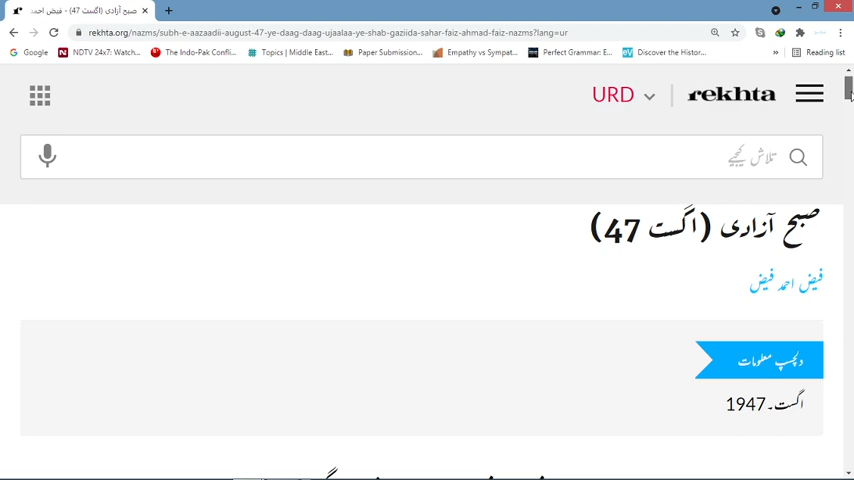 صبح آزادی (اگست 47) - فیض احمد
rekhta.org/nazms/subh-e-aazaadii-august-47-ye-daag-daag-ujaalaa-ye-shab-gaziida-sahar-faiz-ahmad-faiz-nazms?lang=ur
Google
NDTV 24x7: Watch...
The Indo-Pak Confli...
Topics | Middle East...
Paper Submission...
Empathy vs Sympat...
Perfect Grammar: E...
Discover the Histor...
Reading list
URD
rekhta
تلاش کیجیے
صبح آزادی (اگست 47)
فیض احمد فیض
دلچسپ معلومات
اگست۔1947